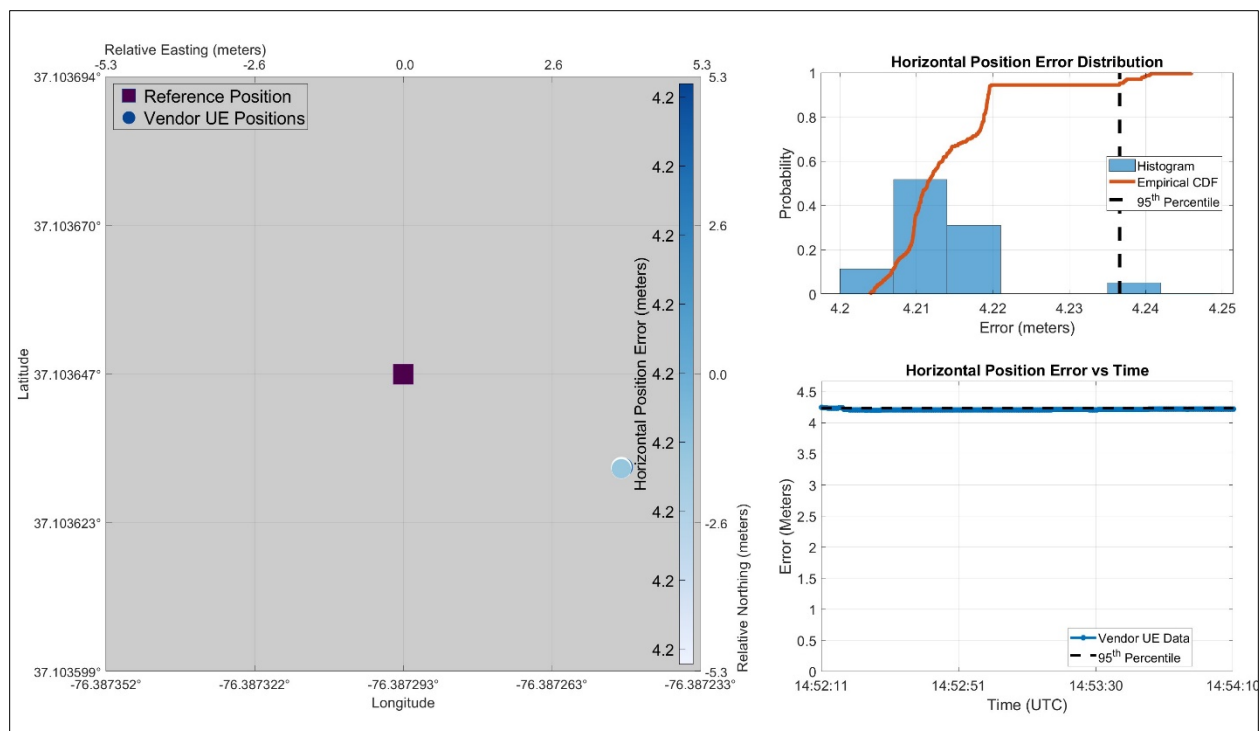 Relative Easting (meters)
-5.3 -2.6 0.0 2.6 5.3
37.103694°
37.103670°
37.103647°
37.103623°
37.103599°
Latitude
Reference Position
Vendor UE Positions
-76.387352° -76.387322° -76.387293° -76.387263° -76.387233°
Longitude
Horizontal Position Error (meters)
4.2
4.2
4.2
4.2
4.2
4.2
4.2
4.2
4.2
5.3
2.6
0.0
-2.6
-5.3
Relative Northing (meters)
Horizontal Position Error Distribution
Probability
1
0.8
0.6
0.4
0.2
0
Histogram
Empirical CDF
95th Percentile
4.2 4.21 4.22 4.23 4.24 4.25
Error (meters)
Horizontal Position Error vs Time
Error (Meters)
4.5
4
3.5
3
2.5
2
1.5
1
0.5
0
Vendor UE Data
95th Percentile
14:52:11 14:52:51 14:53:30 14:54:10
Time (UTC)